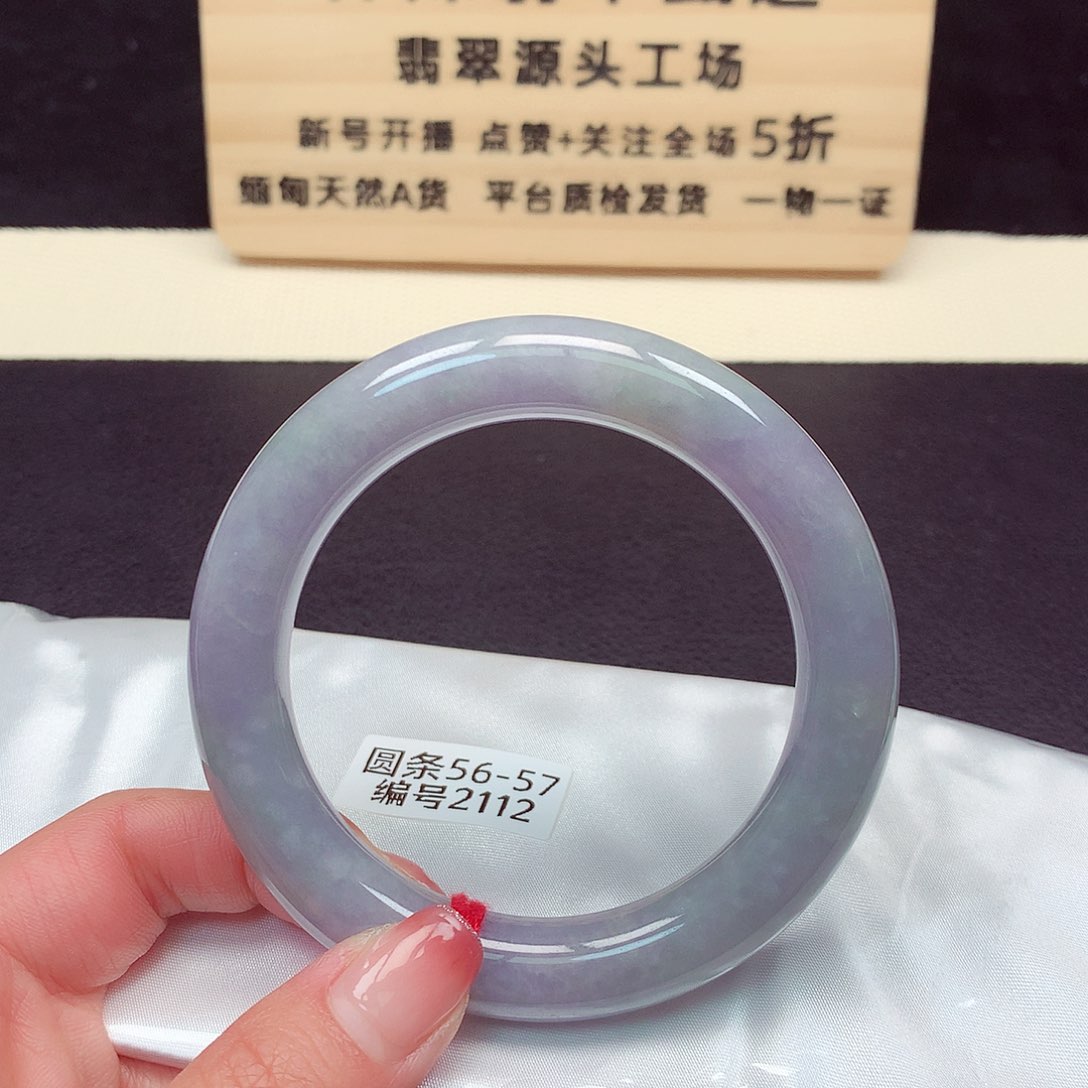 翡翠源头工场
新号开播 点赞+关注全场5折
缅甸天然A货 平台质检发货 一物一证
圆条56-57
编号2112